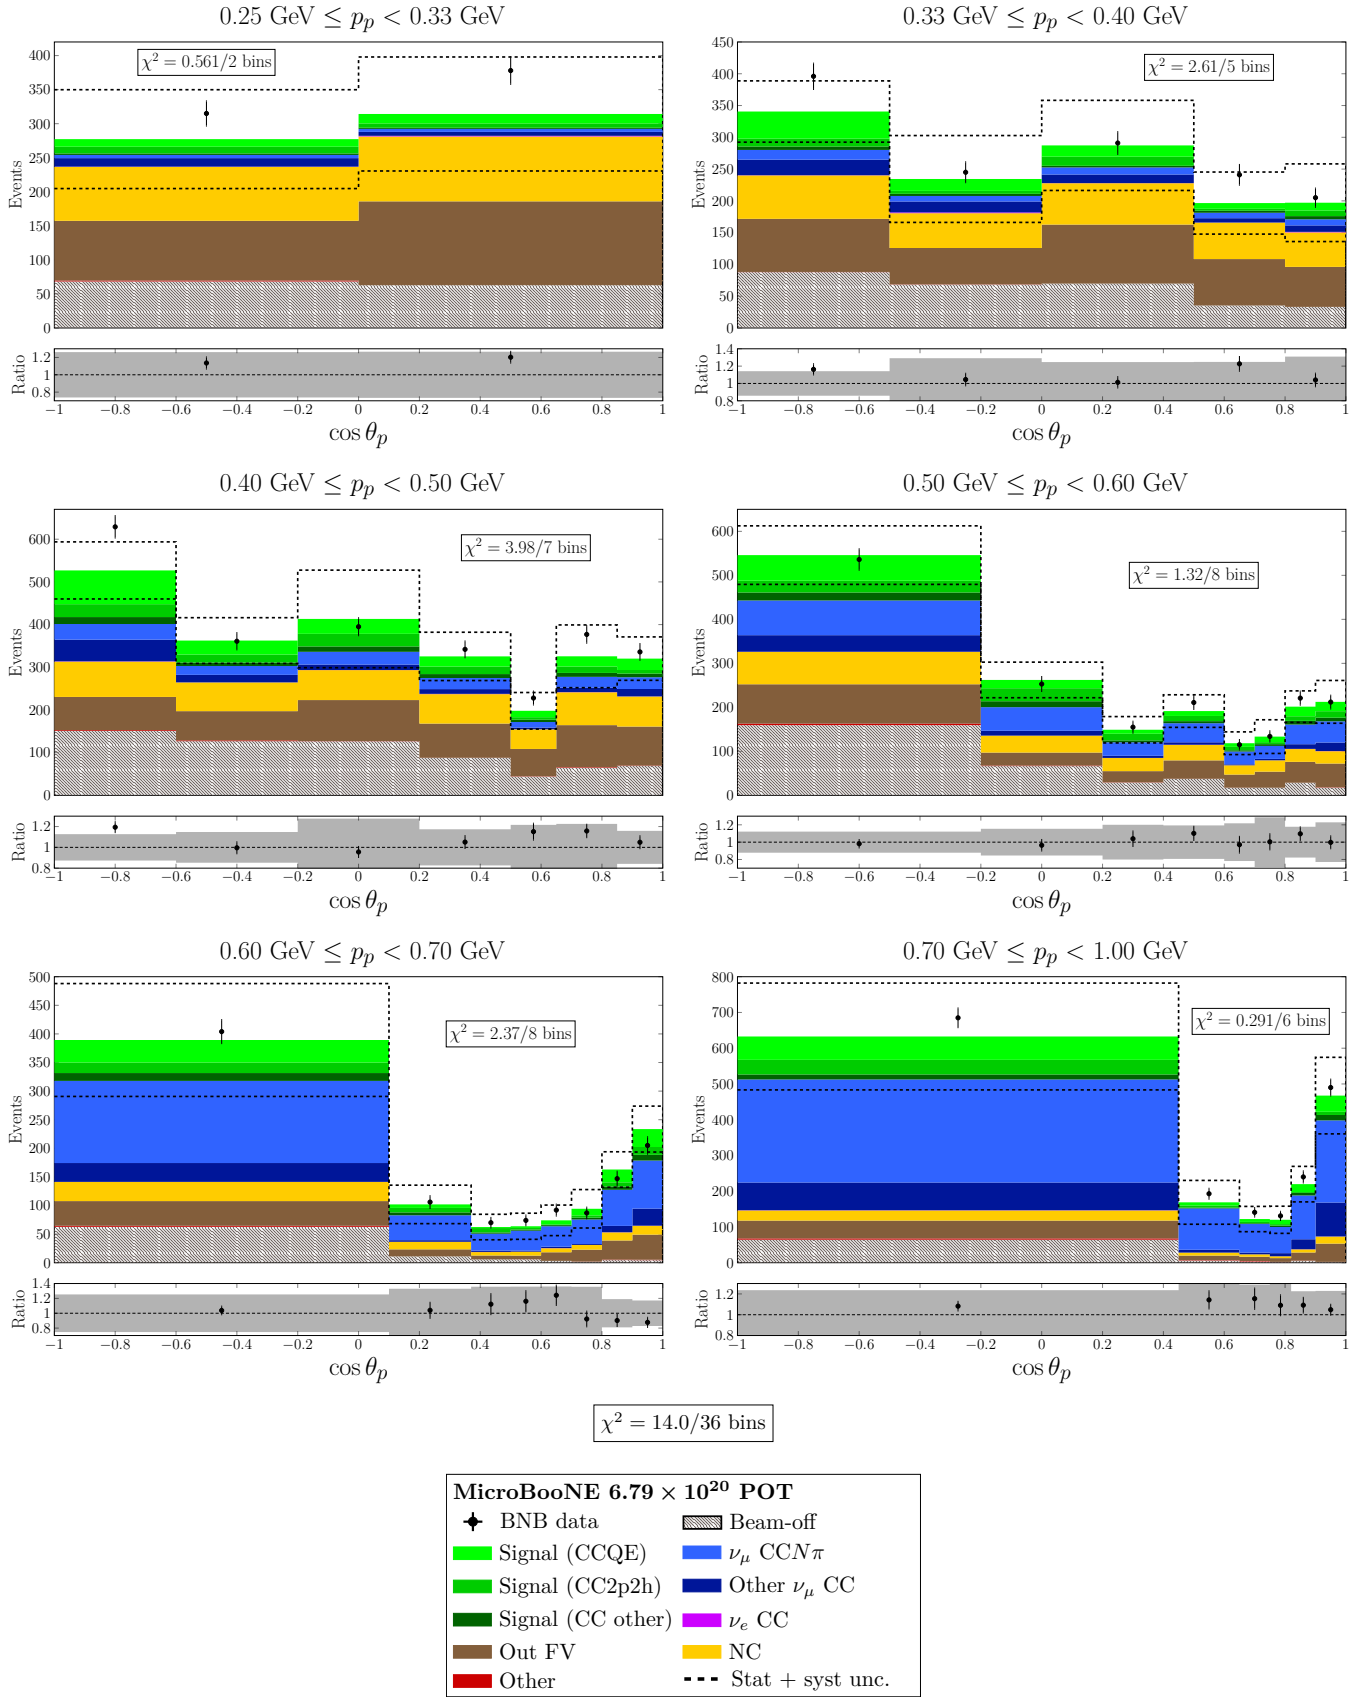 0.25 GeV ≤ p_p < 0.33 GeV
0.33 GeV ≤ p_p < 0.40 GeV
χ² = 0.561/2 bins
χ² = 2.61/5 bins
Events
400
350
300
250
200
150
100
50
0
Events
450
400
350
300
250
200
150
100
50
0
Ratio
1.2
1
0.8
−1 −0.8 −0.6 −0.4 −0.2 0 0.2 0.4 0.6 0.8 1
cos θ_p
Ratio
1.4
1.2
1
0.8
−1 −0.8 −0.6 −0.4 −0.2 0 0.2 0.4 0.6 0.8 1
cos θ_p
0.40 GeV ≤ p_p < 0.50 GeV
0.50 GeV ≤ p_p < 0.60 GeV
χ² = 3.98/7 bins
χ² = 1.32/8 bins
Events
600
500
400
300
200
100
0
Events
600
500
400
300
200
100
0
Ratio
1.2
1
0.8
−1 −0.8 −0.6 −0.4 −0.2 0 0.2 0.4 0.6 0.8 1
cos θ_p
Ratio
1.2
1
0.8
−1 −0.8 −0.6 −0.4 −0.2 0 0.2 0.4 0.6 0.8 1
cos θ_p
0.60 GeV ≤ p_p < 0.70 GeV
0.70 GeV ≤ p_p < 1.00 GeV
χ² = 2.37/8 bins
χ² = 0.291/6 bins
Events
500
450
400
350
300
250
200
150
100
50
0
Events
800
700
600
500
400
300
200
100
0
Ratio
1.4
1.2
1
0.8
−1 −0.8 −0.6 −0.4 −0.2 0 0.2 0.4 0.6 0.8 1
cos θ_p
Ratio
1.2
1
0.8
−1 −0.8 −0.6 −0.4 −0.2 0 0.2 0.4 0.6 0.8 1
cos θ_p
χ² = 14.0/36 bins
MicroBooNE 6.79 × 10²⁰ POT
BNB data
Beam-off
Signal (CCQE)
ν_μ CCNπ
Signal (CC2p2h)
Other ν_μ CC
Signal (CC other)
ν_e CC
Out FV
NC
Other
Stat + syst unc.